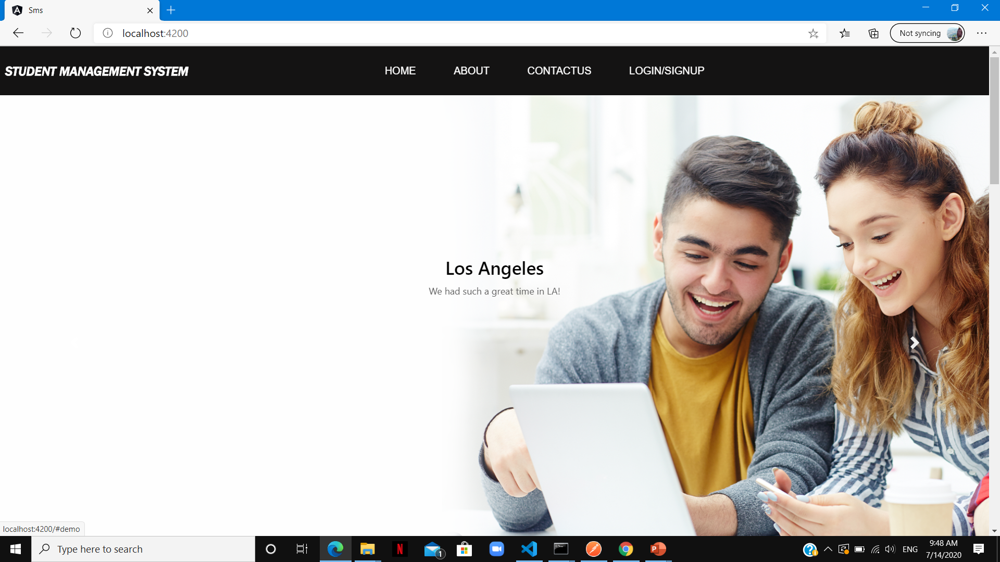 Sms
localhost:4200
Not syncing
STUDENT MANAGEMENT SYSTEM
HOME
ABOUT
CONTACTUS
LOGIN/SIGNUP
Los Angeles
We had such a great time in LA!
localhost:4200/#demo
Type here to search
N
1
P
ENG
9:48 AM
7/14/2020